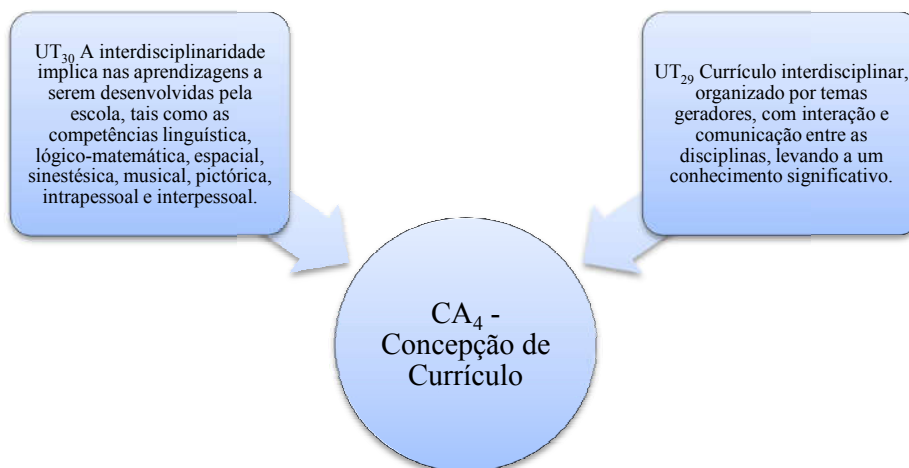 UT₃₀ A interdisciplinaridade
implica nas aprendizagens a
serem desenvolvidas pela
escola, tais como as
competências linguística,
lógico-matemática, espacial,
sinestésica, musical, pictórica,
intrapessoal e interpessoal.
UT₂₉ Currículo interdisciplinar,
organizado por temas
geradores, com interação e
comunicação entre as
disciplinas, levando a um
conhecimento significativo.
CA₄ -
Concepção de
Currículo